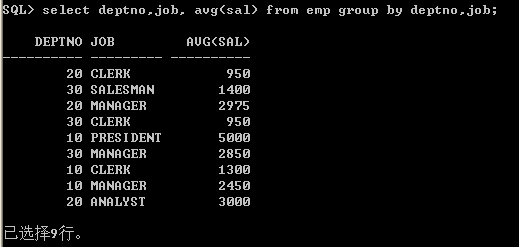 SQL> select deptno,job, avg(sal) from emp group by deptno,job;
DEPTNO JOB AVG(SAL)
---------- --------- ----------
20 CLERK 950
30 SALESMAN 1400
20 MANAGER 2975
30 CLERK 950
10 PRESIDENT 5000
30 MANAGER 2850
10 CLERK 1300
10 MANAGER 2450
20 ANALYST 3000
已选择9行。